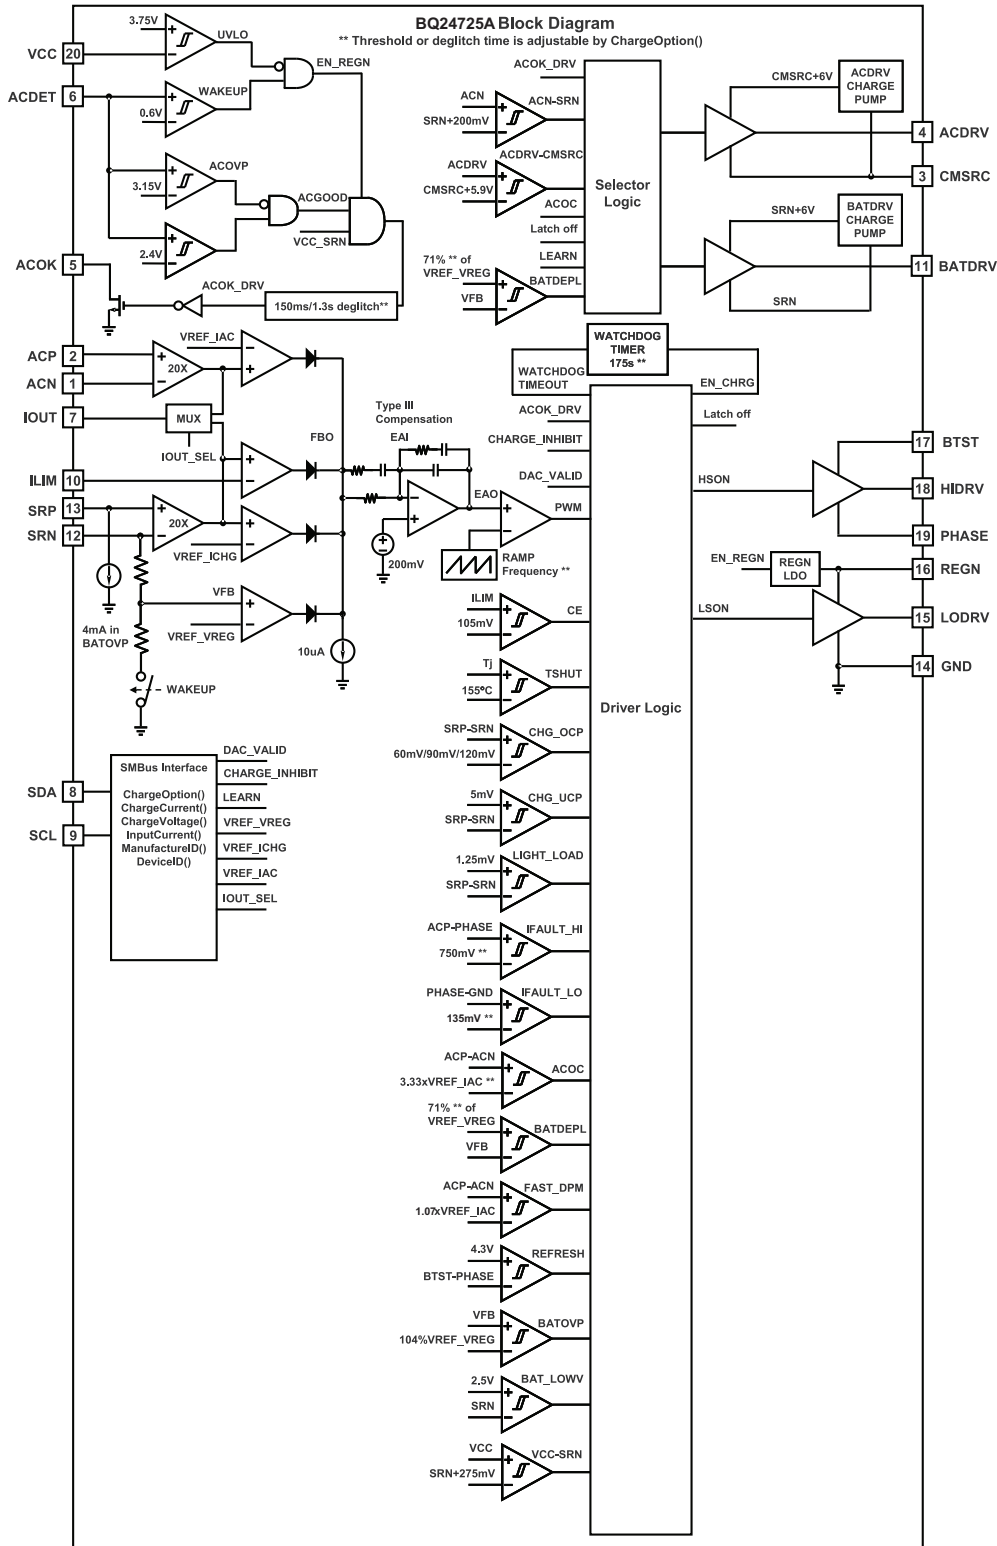 BQ24725A Block Diagram
** Threshold or deglitch time is adjustable by ChargeOption()
3.75V
UVLO
VCC 20
EN_REGN
ACDET 6
WAKEUP
0.6V
ACOVP
3.15V
ACGOOD
VCC_SRN
2.4V
ACOK 5
ACOK_DRV
150ms/1.3s deglitch**
ACOK_DRV
ACN
ACN-SRN
SRN+200mV
ACDRV
ACDRV-CMSRC
CMSRC+5.9V
ACOC
Latch off
LEARN
71% ** of
VREF_VREG
BATDEPL
VFB
Selector
Logic
CMSRC+6V
ACDRV
CHARGE
PUMP
4 ACDRV
3 CMSRC
SRN+6V
BATDRV
CHARGE
PUMP
11 BATDRV
SRN
VREF_IAC
ACP 2
20X
ACN 1
IOUT 7
MUX
IOUT_SEL
FBO
ILIM 10
SRP 13
20X
SRN 12
VREF_ICHG
VFB
4mA in
BATOVP
VREF_VREG
10uA
WAKEUP
Type III
Compensation
EAI
EAO
200mV
PWM
RAMP
Frequency **
WATCHDOG
TIMER
175s **
WATCHDOG
TIMEOUT
EN_CHRG
ACOK_DRV
Latch off
CHARGE_INHIBIT
DAC_VALID
17 BTST
HSON
18 HIDRV
19 PHASE
EN_REGN
REGN
LDO
16 REGN
LSON
15 LODRV
14 GND
Driver Logic
ILIM
CE
105mV
Tj
TSHUT
155ºC
SRP-SRN
CHG_OCP
60mV/90mV/120mV
5mV
CHG_UCP
SRP-SRN
1.25mV
LIGHT_LOAD
SRP-SRN
ACP-PHASE
IFAULT_HI
750mV **
PHASE-GND
IFAULT_LO
135mV **
ACP-ACN
ACOC
3.33xVREF_IAC **
71% ** of
VREF_VREG
BATDEPL
VFB
ACP-ACN
FAST_DPM
1.07xVREF_IAC
4.3V
REFRESH
BTST-PHASE
VFB
BATOVP
104%VREF_VREG
2.5V
BAT_LOWV
SRN
VCC
VCC-SRN
SRN+275mV
SDA 8
SCL 9
SMBus Interface
ChargeOption()
ChargeCurrent()
ChargeVoltage()
InputCurrent()
ManufactureID()
DeviceID()
DAC_VALID
CHARGE_INHIBIT
LEARN
VREF_VREG
VREF_ICHG
VREF_IAC
IOUT_SEL